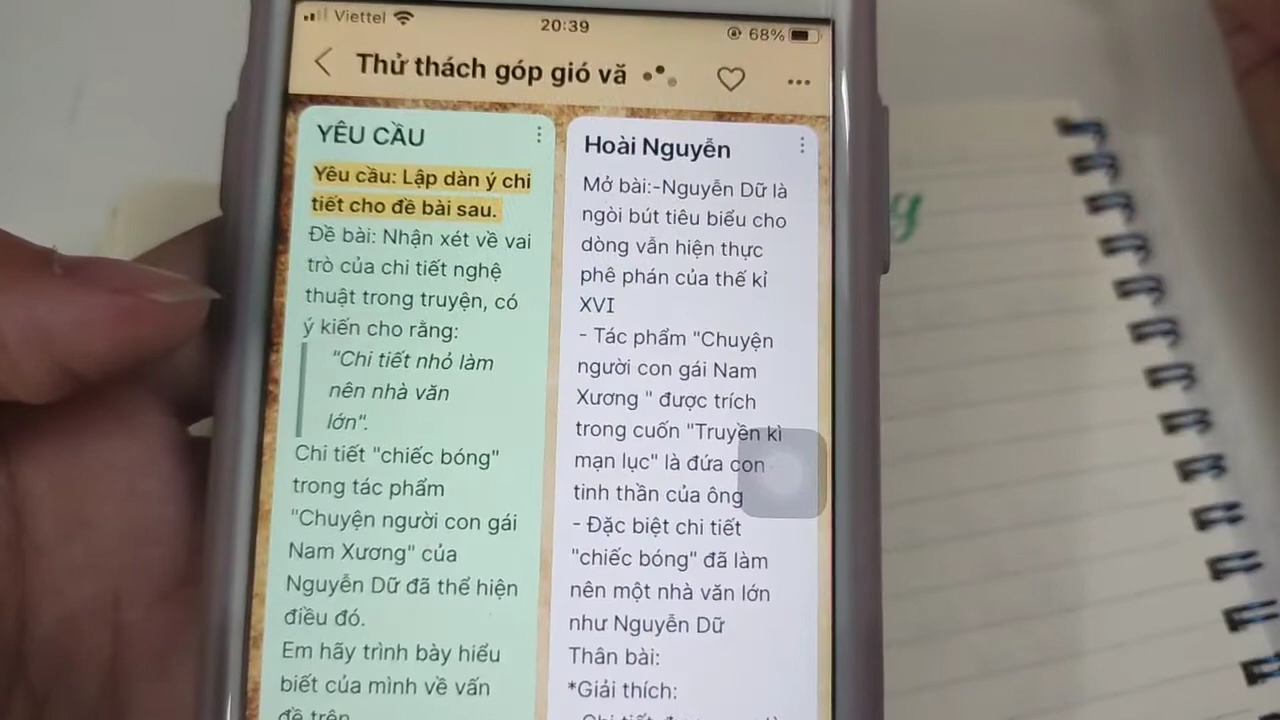 Viettel
20:39
68%
Thử thách góp gió vă
YÊU CẦU
Yêu cầu: Lập dàn ý chi
tiết cho đề bài sau.
Đề bài: Nhận xét về vai
trò của chi tiết nghệ
thuật trong truyện, có
ý kiến cho rằng:
"Chi tiết nhỏ làm
nên nhà văn
lớn".
Chi tiết "chiếc bóng"
trong tác phẩm
"Chuyện người con gái
Nam Xương" của
Nguyễn Dữ đã thể hiện
điều đó.
Em hãy trình bày hiểu
biết của mình về vấn
đề trên
Hoài Nguyễn
Mở bài:-Nguyễn Dữ là
ngòi bút tiêu biểu cho
dòng vẫn hiện thực
phê phán của thế kỉ
XVI
- Tác phẩm "Chuyện
người con gái Nam
Xương " được trích
trong cuốn "Truyền kì
mạn lục" là đứa con
tinh thần của ông
- Đặc biệt chi tiết
"chiếc bóng" đã làm
nên một nhà văn lớn
như Nguyễn Dữ
Thân bài:
*Giải thích: